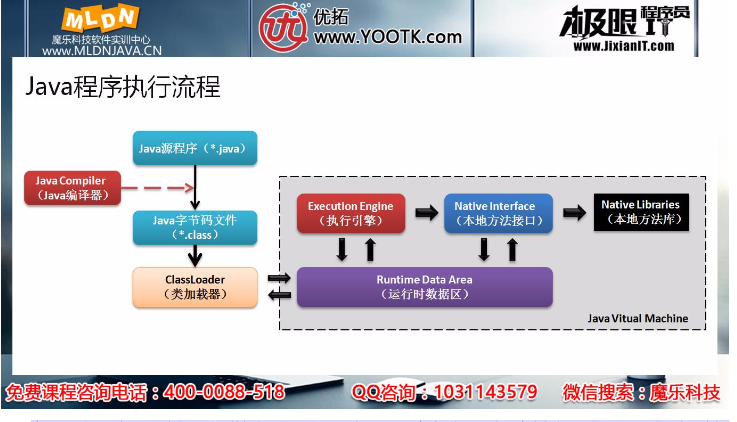 MLDN
魔乐科技软件实训中心
www.MLDNJAVA.CN
优拓
www.YOOTK.com
极限IT
程序员
www.JixianIT.com
Java程序执行流程
Java源程序（*.java）
Java Compiler
（Java编译器）
Java字节码文件
（*.class）
ClassLoader
（类加载器）
Execution Engine
（执行引擎）
Native Interface
（本地方法接口）
Native Libraries
（本地方法库）
Runtime Data Area
（运行时数据区）
Java Vitual Machine
免费课程咨询电话：400-0088-518 QQ咨询：1031143579 微信搜索：魔乐科技